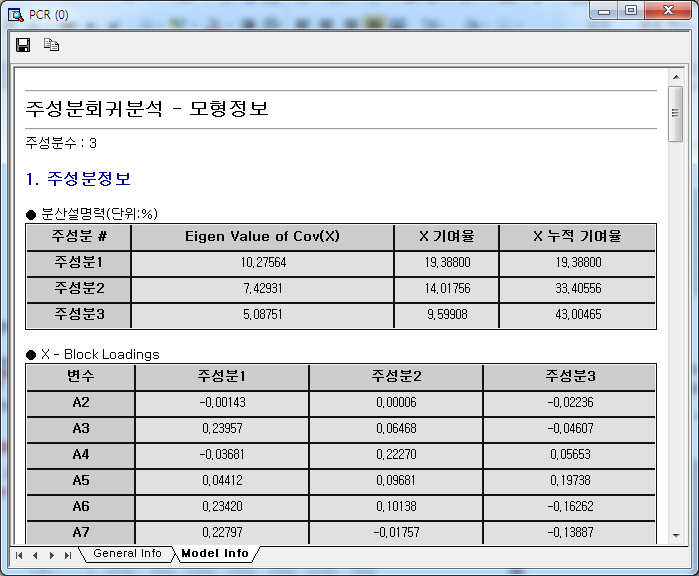 PCR (0)
주성분회귀분석 - 모형정보
주성분수 : 3
1. 주성분정보
● 분산설명력(단위:%)
주성분 # Eigen Value of Cov(X) X 기여율 X 누적 기여율
주성분1 10,27564 19,38800 19,38800
주성분2 7,42931 14,01756 33,40556
주성분3 5,08751 9,59908 43,00465
● X - Block Loadings
변수 주성분1 주성분2 주성분3
A2 -0,00143 0,00006 -0,02236
A3 0,23957 0,06468 -0,04607
A4 -0,03681 0,22270 0,05653
A5 0,04412 0,09681 0,19738
A6 0,23420 0,10138 -0,16262
A7 0,22797 -0,01757 -0,13887
General Info Model Info